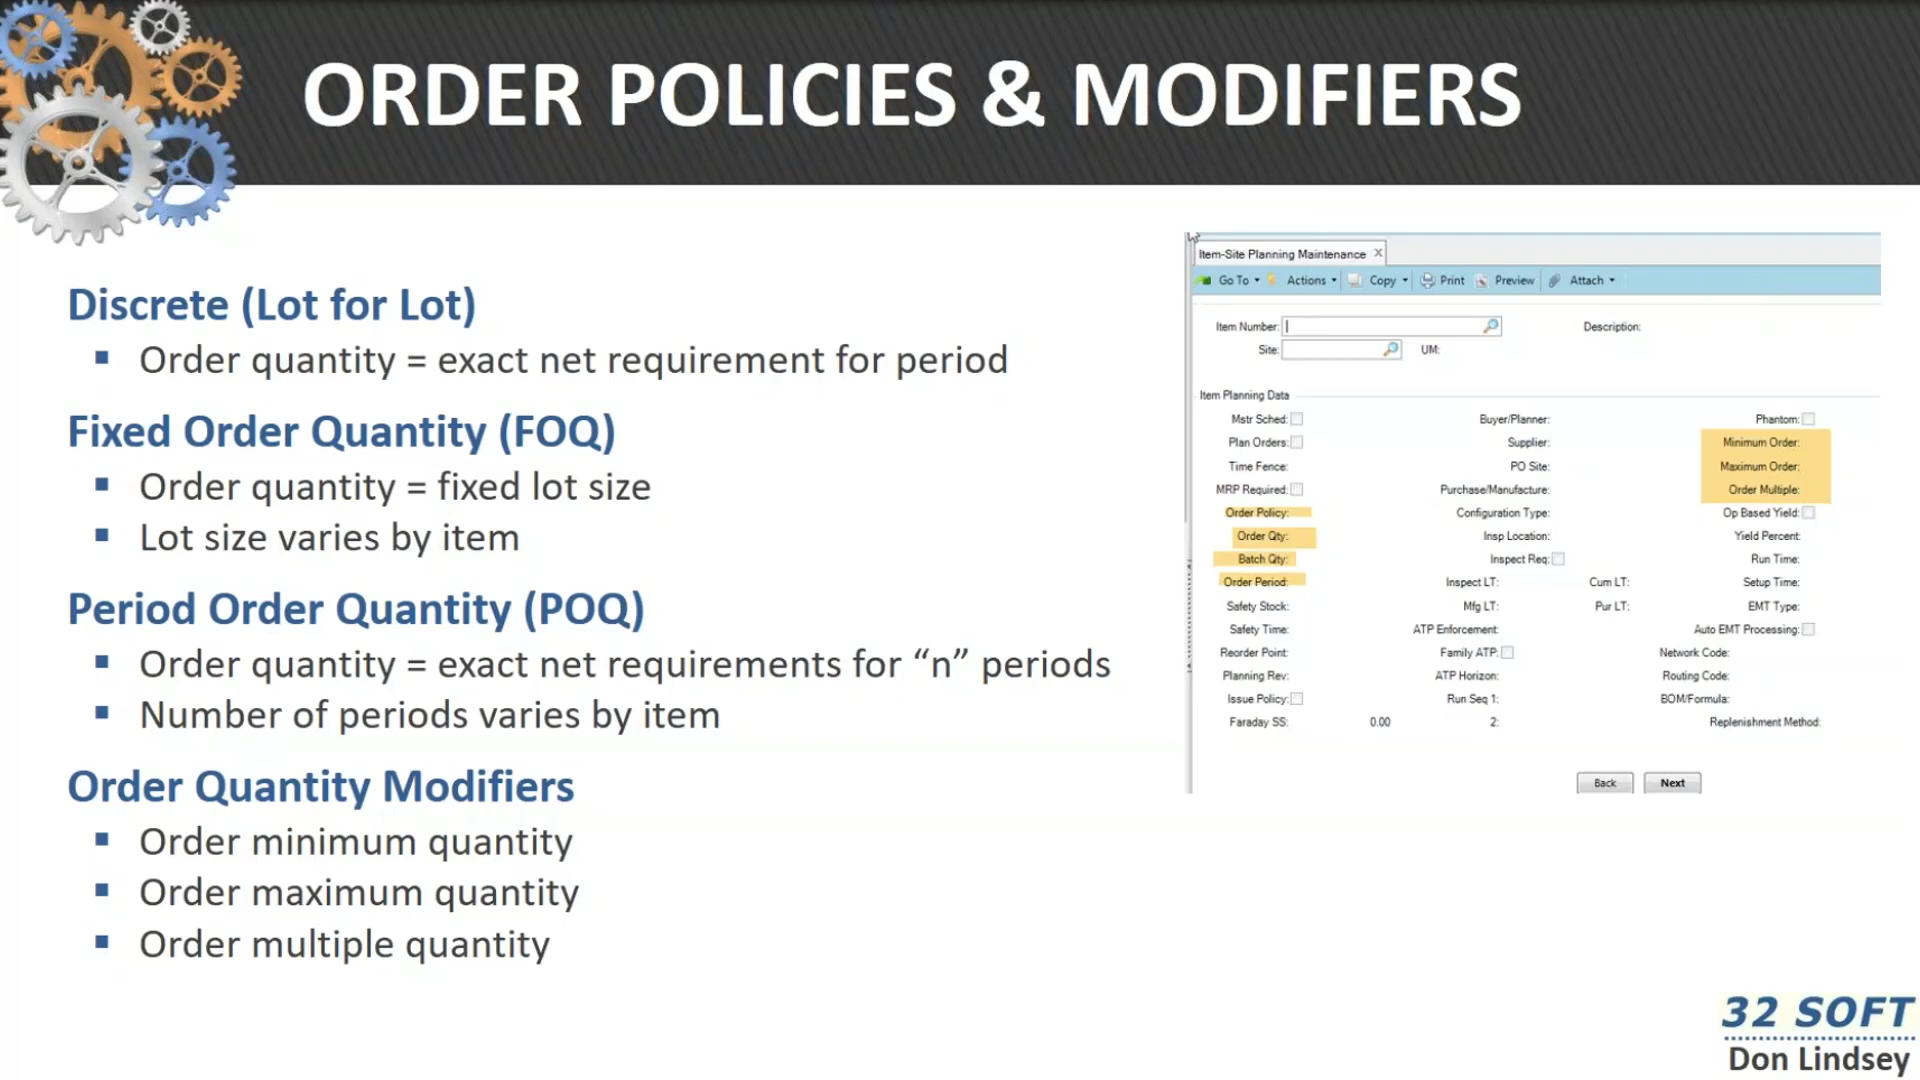 ORDER POLICIES & MODIFIERS
Discrete (Lot for Lot)
Order quantity = exact net requirement for period
Fixed Order Quantity (FOQ)
Order quantity = fixed lot size
Lot size varies by item
Period Order Quantity (POQ)
Order quantity = exact net requirements for “n” periods
Number of periods varies by item
Order Quantity Modifiers
Order minimum quantity
Order maximum quantity
Order multiple quantity
Item-Site Planning Maintenance X
Go To Actions Copy Print Preview Attach
Item Number: Description:
Site: UM:
Item Planning Data
Mstr Sched: Buyer/Planner: Phantom:
Plan Orders: Supplier: Minimum Order:
Time Fence: PO Site: Maximum Order:
MRP Required: Purchase/Manufacture: Order Multiple:
Order Policy: Configuration Type: Op Based Yield:
Order Qty: Insp Location: Yield Percent:
Batch Qty: Inspect Req: Run Time:
Order Period: Inspect LT: Cum LT: Setup Time:
Safety Stock: Mfg LT: Pur LT: EMT Type:
Safety Time: ATP Enforcement: Auto EMT Processing:
Reorder Point: Family ATP: Network Code:
Planning Rev: ATP Horizon: Routing Code:
Issue Policy: Run Seq 1: BOM/Formula:
Faraday SS: 0.00 2: Replenishment Method:
Back Next
32 SOFT
Don Lindsey